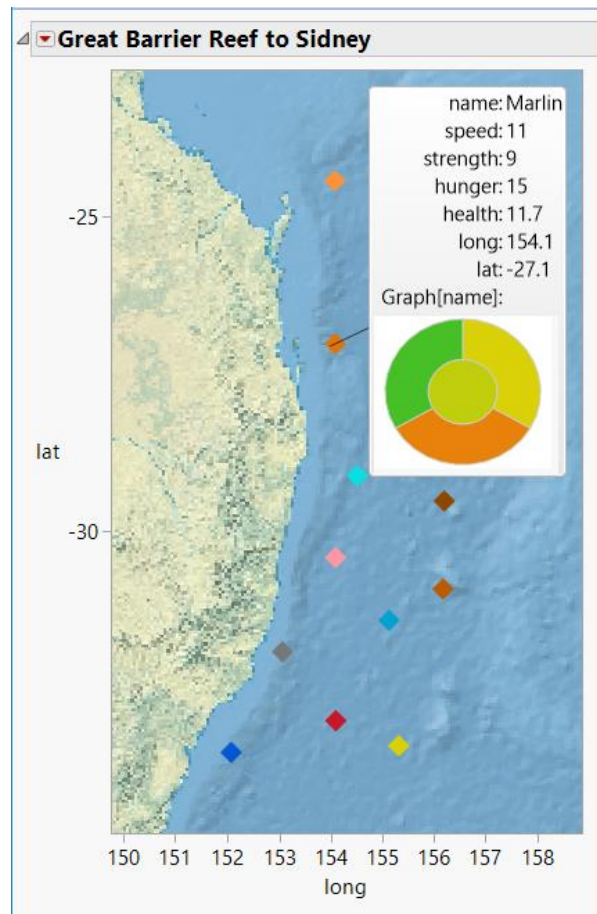 Great Barrier Reef to Sidney
name: Marlin
speed: 11
strength: 9
hunger: 15
health: 11.7
long: 154.1
lat: -27.1
Graph[name]:
-25
lat
-30
150 151 152 153 154 155 156 157 158
long